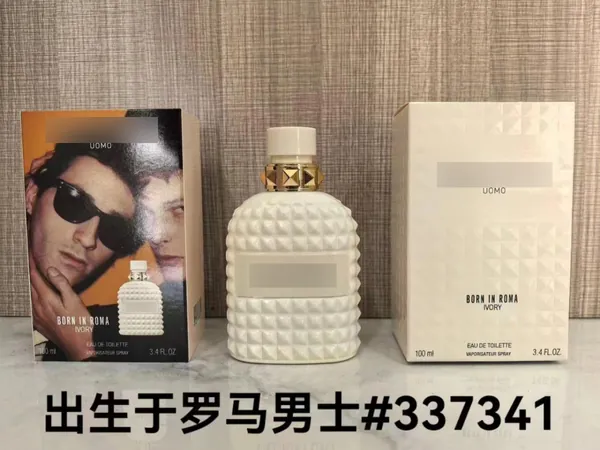 UOMO
BORN IN ROMA
IVORY
EAU DE TOILETTE
VAPORISATEUR SPRAY
100 ml
3.4 FL.OZ.
UOMO
BORN IN ROMA
IVORY
EAU DE TOILETTE
VAPORISATEUR SPRAY
100 ml
3.4 FL.OZ.
出生于罗马男士#337341